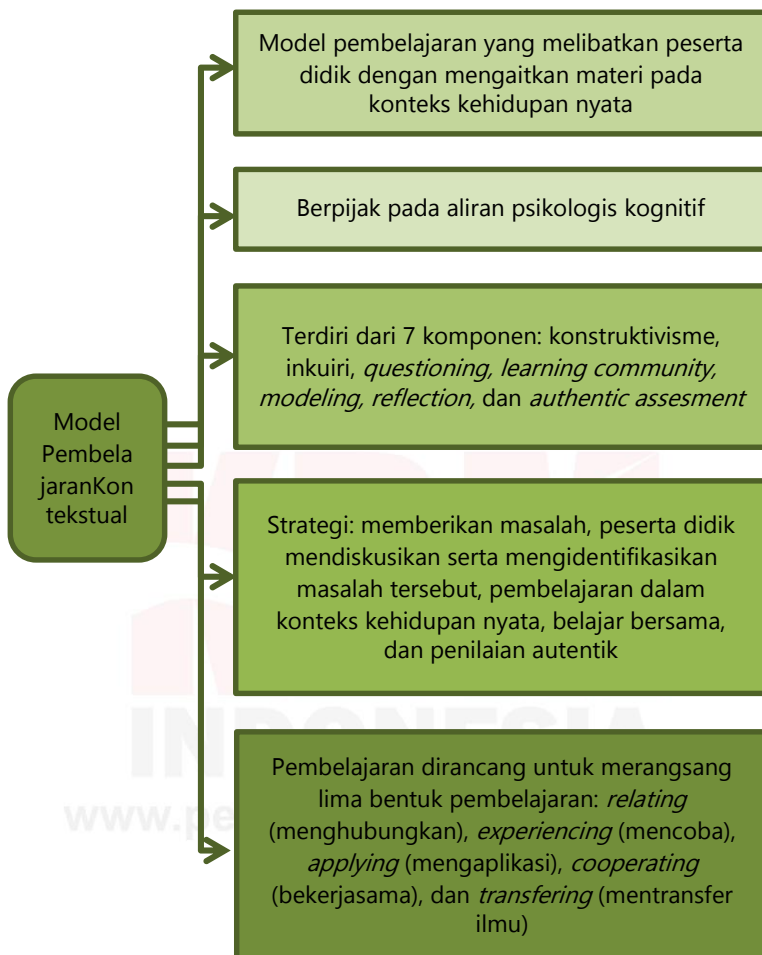 Model pembelajaran yang melibatkan peserta
didik dengan mengaitkan materi pada
konteks kehidupan nyata
Berpijak pada aliran psikologis kognitif
Terdiri dari 7 komponen: konstruktivisme,
inkuiri, questioning, learning community,
modeling, reflection, dan authentic assesment
Model
Pembela
jaranKon
tekstual
Strategi: memberikan masalah, peserta didik
mendiskusikan serta mengidentifikasikan
masalah tersebut, pembelajaran dalam
konteks kehidupan nyata, belajar bersama,
dan penilaian autentik
INDONESIA
www.pe
Pembelajaran dirancang untuk merangsang
lima bentuk pembelajaran: relating
(menghubungkan), experiencing (mencoba),
applying (mengaplikasi), cooperating
(bekerjasama), dan transfering (mentransfer
ilmu)